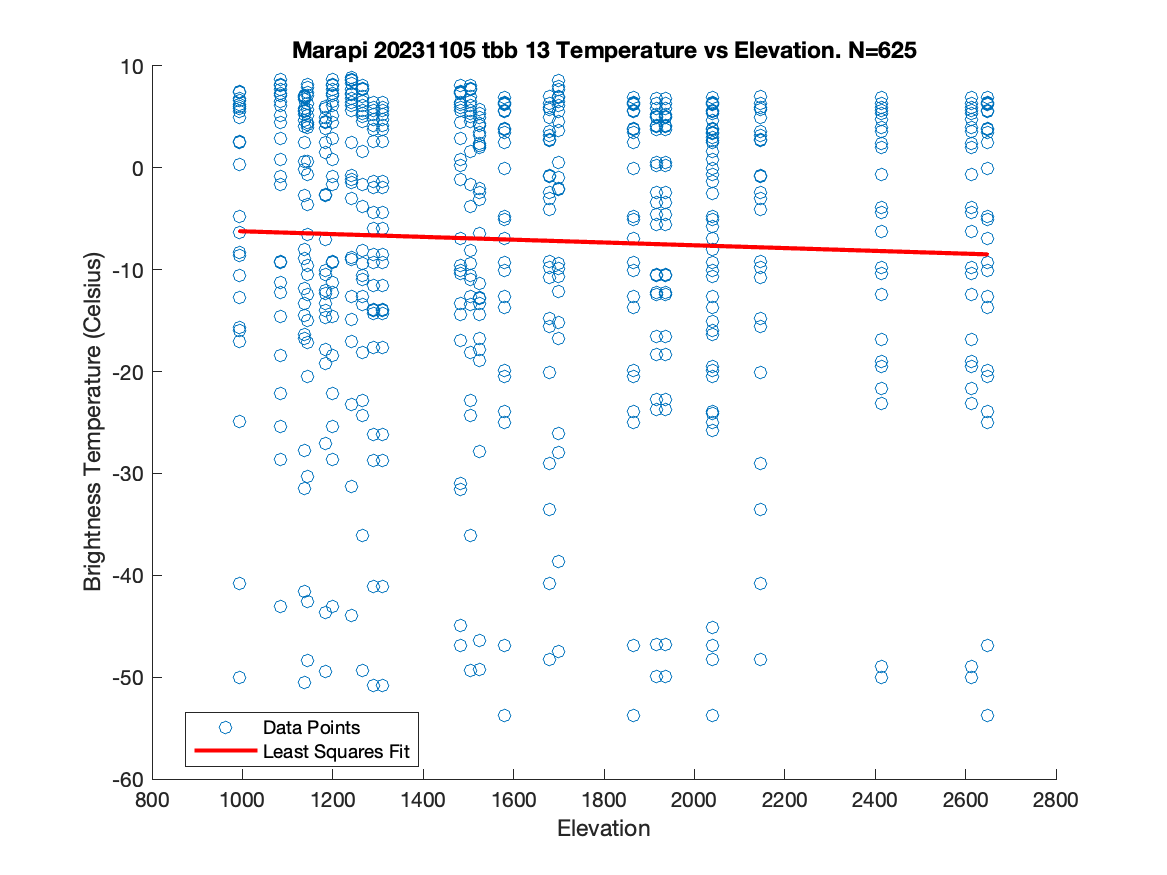 Marapi 20231105 tbb 13 Temperature vs Elevation. N=625
10
0
-10
-20
-30
-40
-50
-60
Brightness Temperature (Celsius)
Data Points
Least Squares Fit
800 1000 1200 1400 1600 1800 2000 2200 2400 2600 2800
Elevation